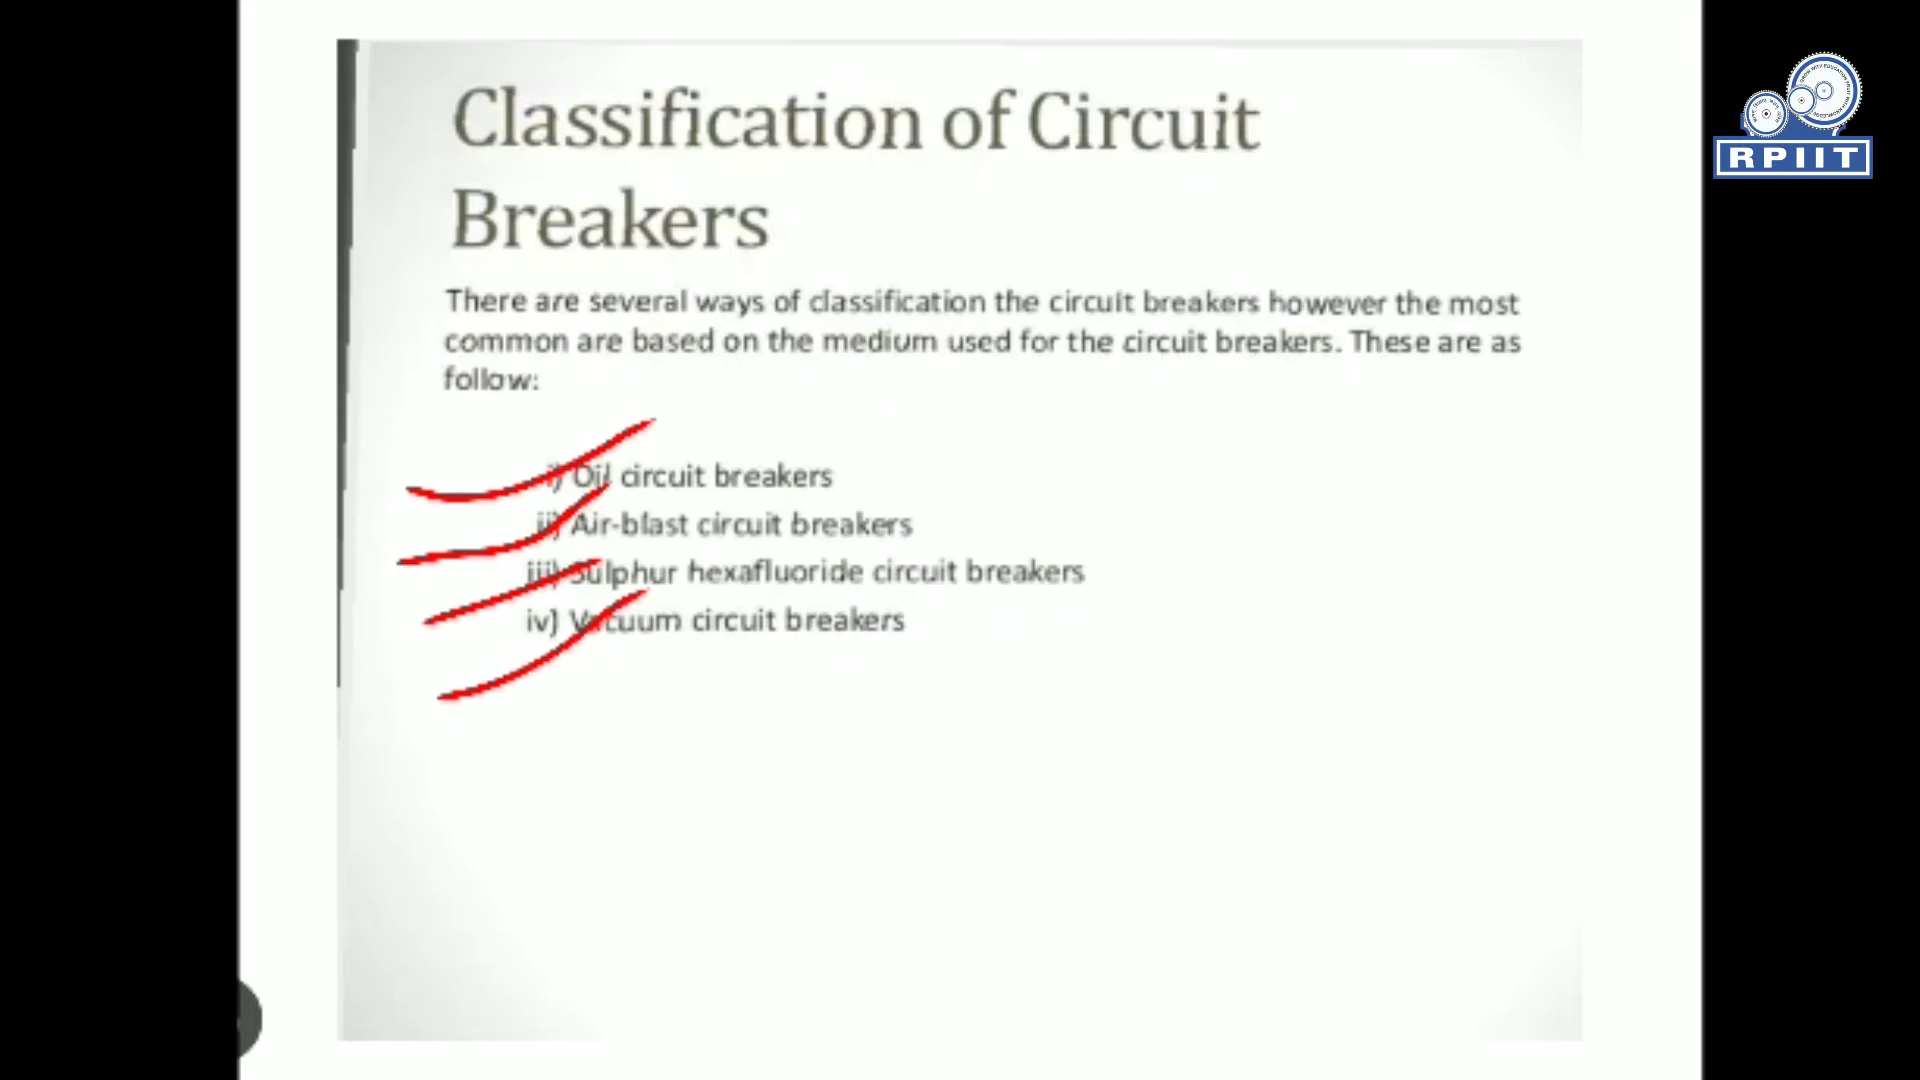 Classification of Circuit
Breakers
There are several ways of classification the circuit breakers however the most
common are based on the medium used for the circuit breakers. These are as
follow:
i) Oil circuit breakers
ii) Air-blast circuit breakers
iii) Sulphur hexafluoride circuit breakers
iv) Vacuum circuit breakers
RPIIT